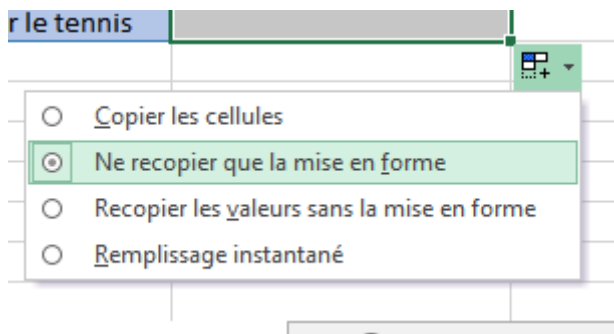 r le tennis
Copier les cellules
Ne recopier que la mise en forme
Recopier les valeurs sans la mise en forme
Remplissage instantané